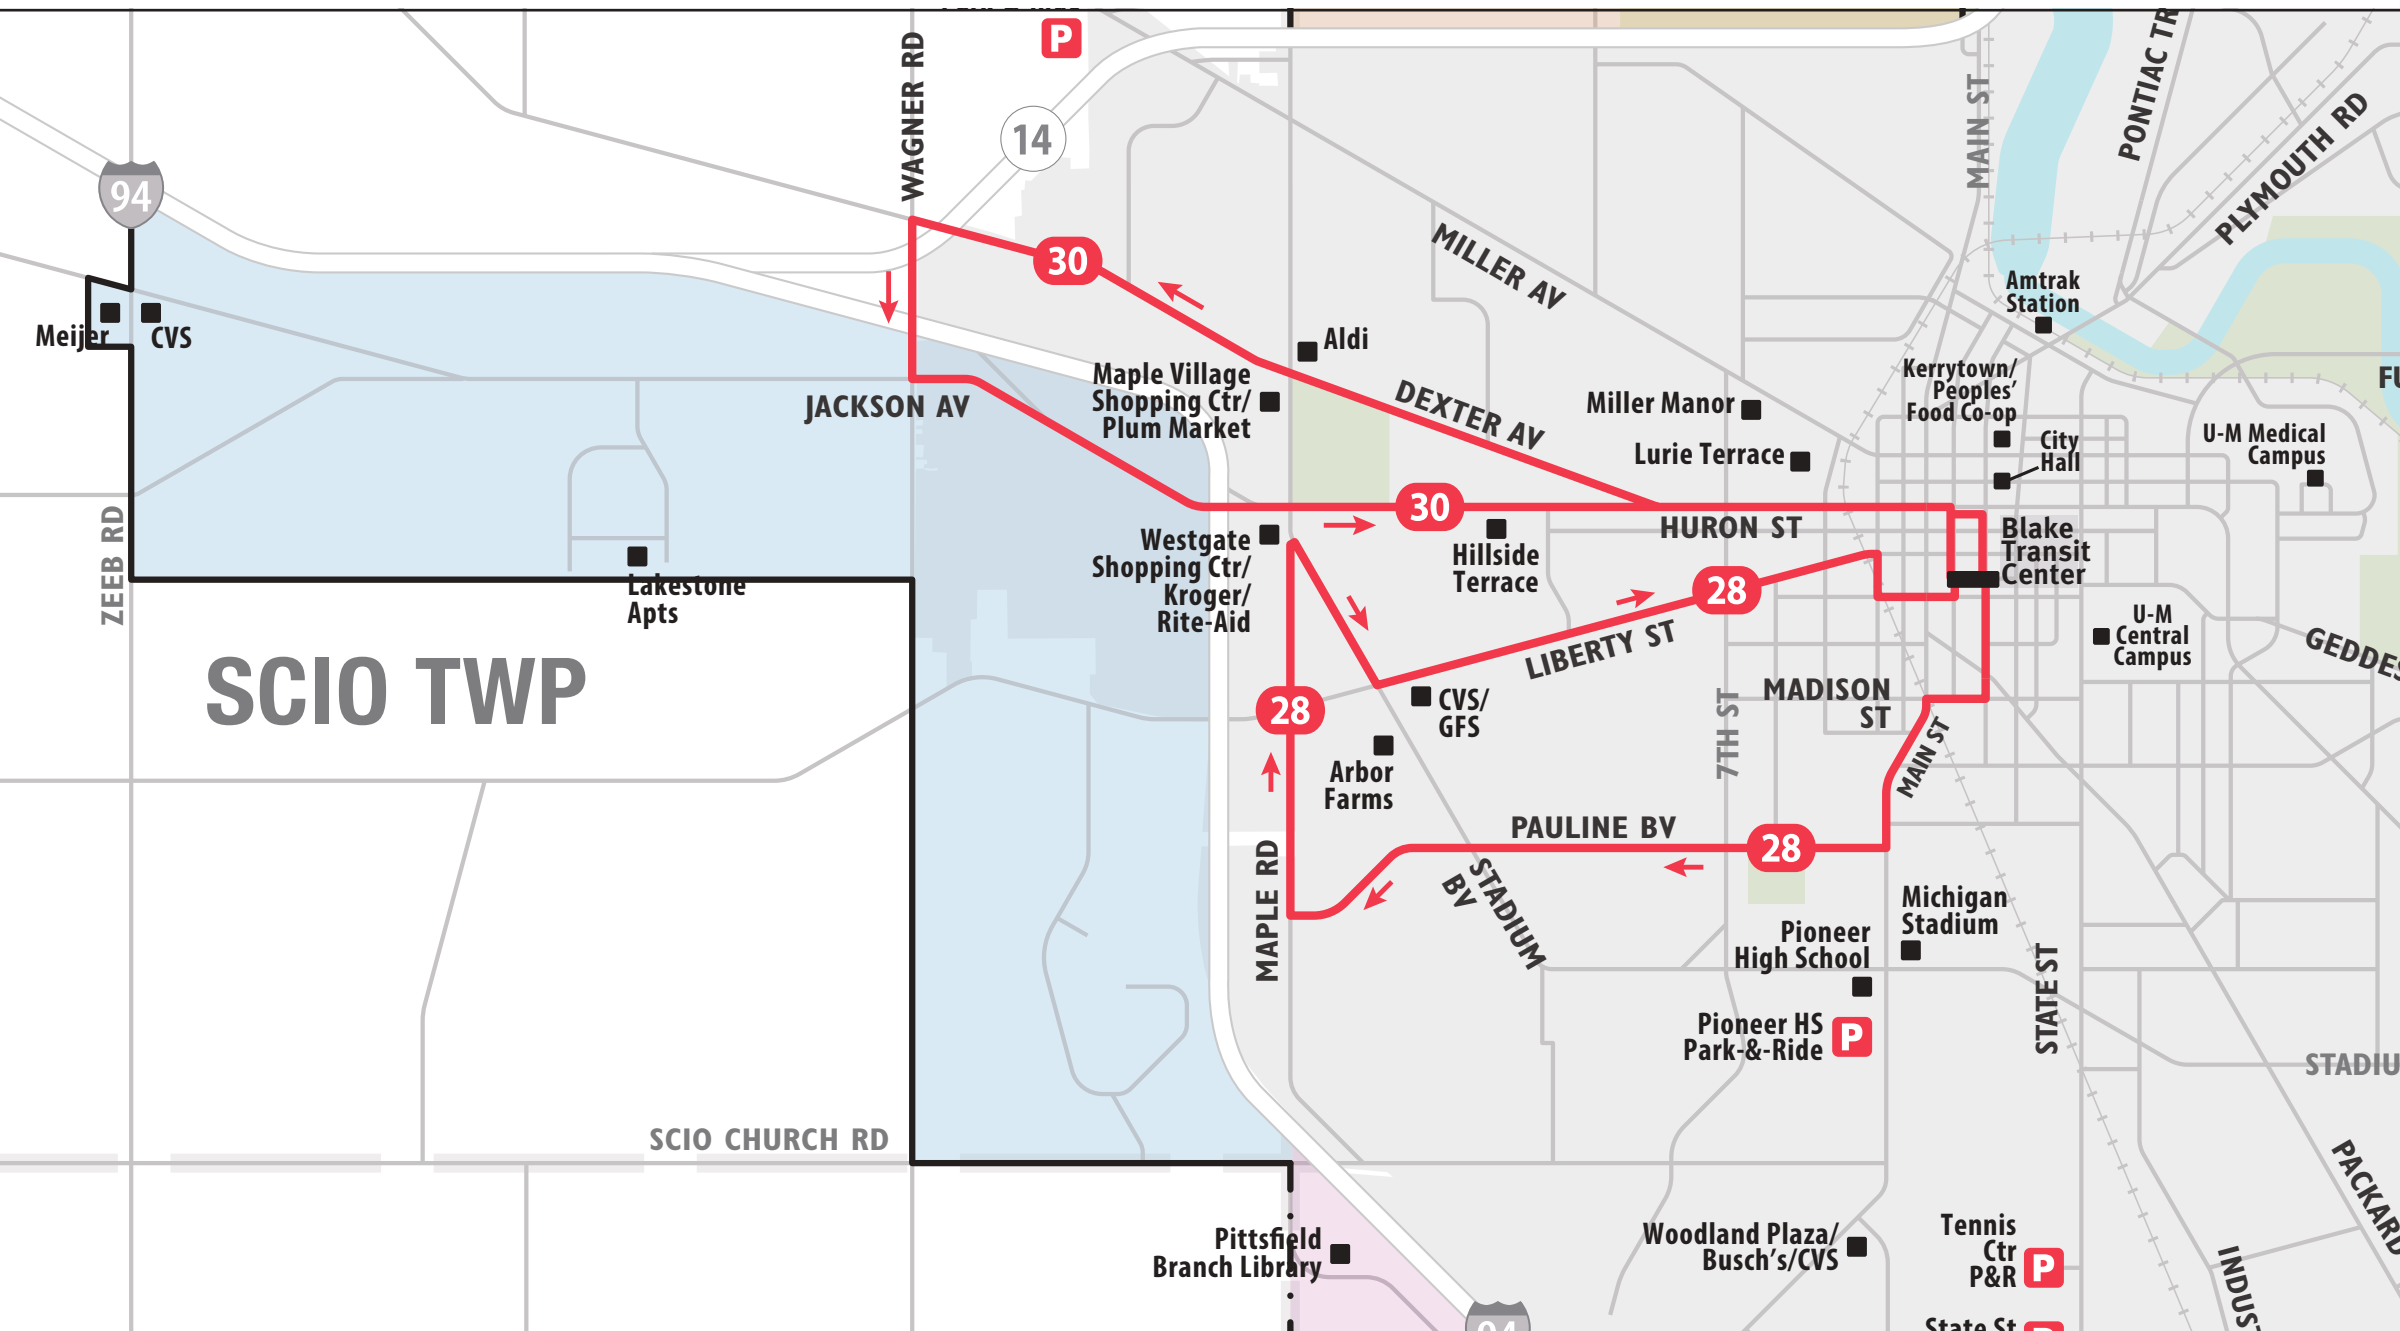 P
WAGNER RD
14
94
MAIN ST
PONTIAC TR
PLYMOUTH RD
30
MILLER AV
Amtrak
Station
Meijer
CVS
Aldi
Maple Village
Shopping Ctr/
Plum Market
JACKSON AV
DEXTER AV
Miller Manor
Lurie Terrace
Kerrytown/
Peoples'
Food Co-op
City
Hall
U-M Medical
Campus
FU
30
HURON ST
Blake
Transit
Center
ZEEB RD
Lakestone
Apts
Westgate
Shopping Ctr/
Kroger/
Rite-Aid
Hillside
Terrace
28
LIBERTY ST
U-M
Central
Campus
GEDDES
SCIO TWP
28
CVS/
GFS
7TH ST
MADISON
ST
MAIN ST
Arbor
Farms
PAULINE BV
28
MAPLE RD
STADIUM
BV
Michigan
Stadium
Pioneer
High School
Pioneer HS
Park-&-Ride
P
STATE ST
STADIU
SCIO CHURCH RD
PACKARD
Pittsfield
Branch Library
Woodland Plaza/
Busch's/CVS
Tennis
Ctr
P&R
P
INDUST
State St
94